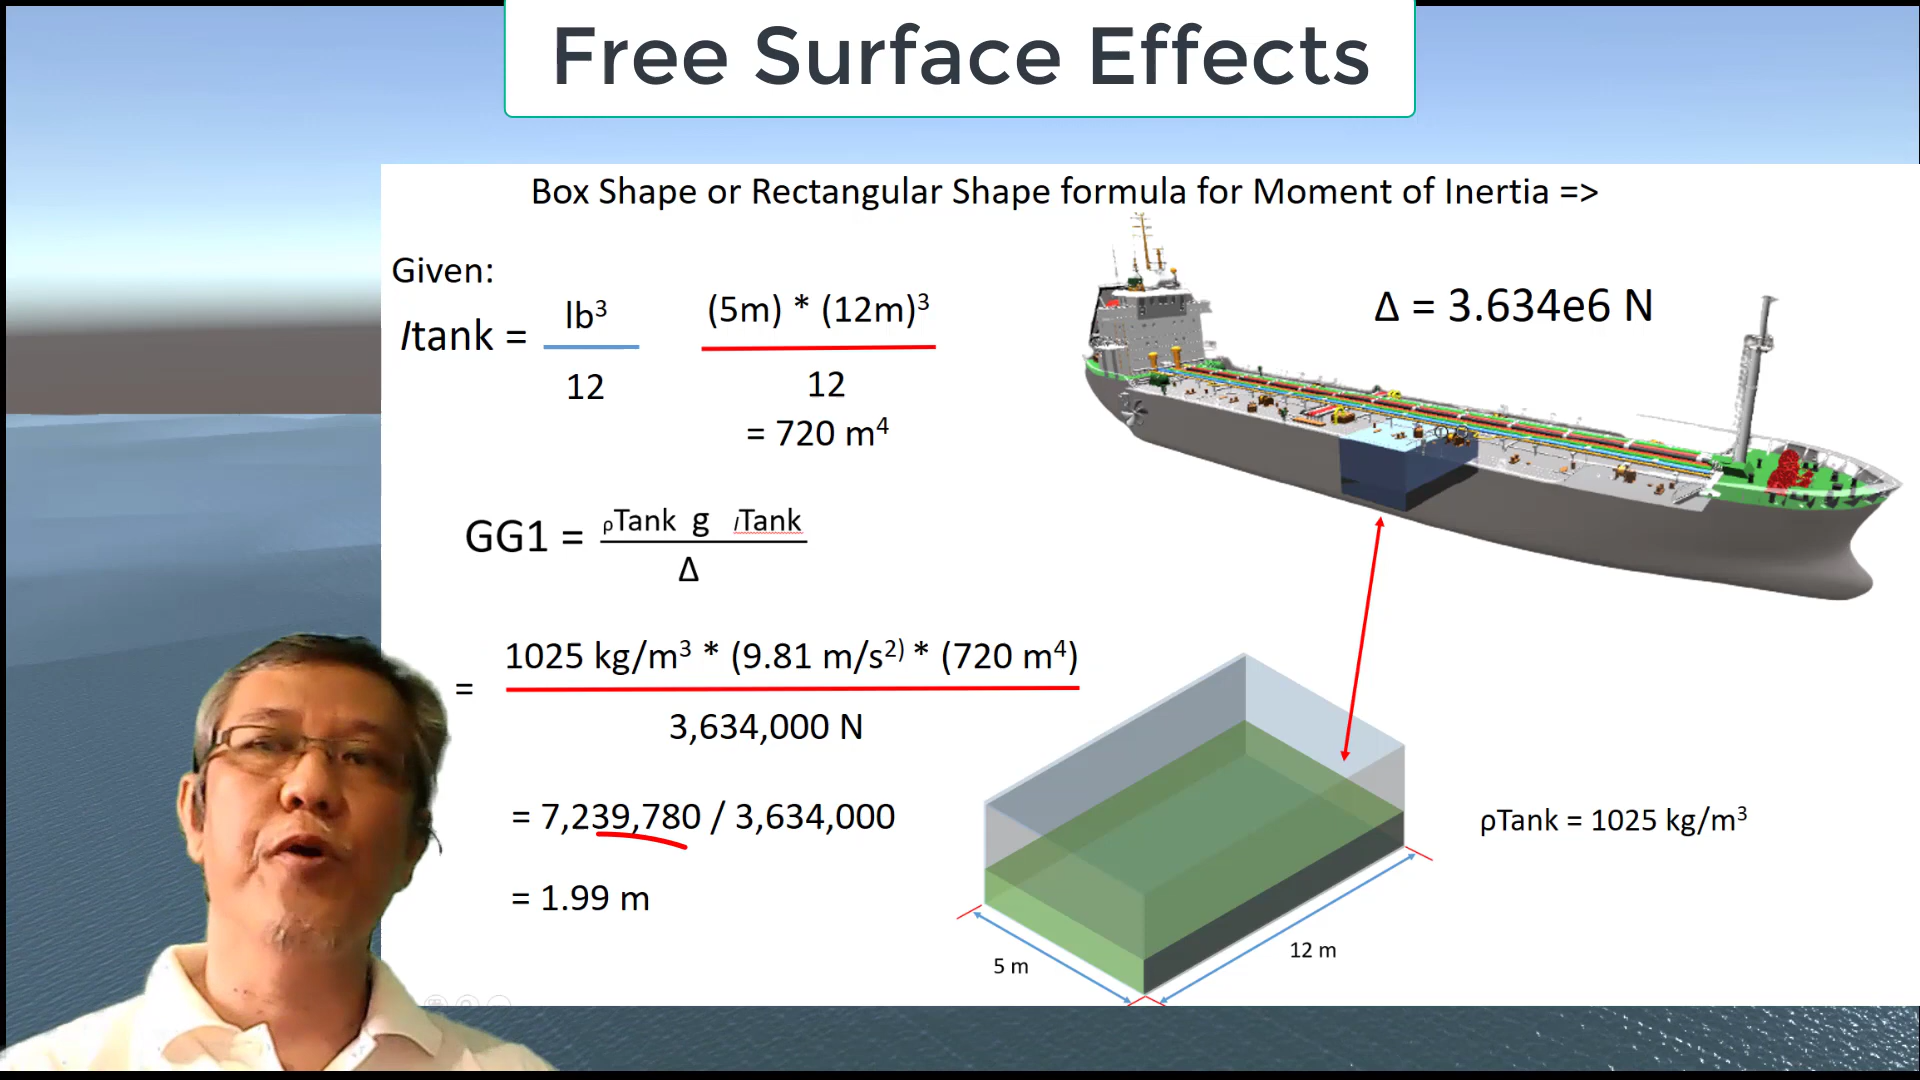 Free Surface Effects
Box Shape or Rectangular Shape formula for Moment of Inertia =>
Given:
Itank =
lb³
12
(5m) * (12m)³
12
= 720 m⁴
Δ = 3.634e6 N
GG1 =
ρTank g ITank
Δ
=
1025 kg/m³ * (9.81 m/s²⁾ * (720 m⁴)
3,634,000 N
= 7,239,780 / 3,634,000
= 1.99 m
ρTank = 1025 kg/m³
5 m
12 m